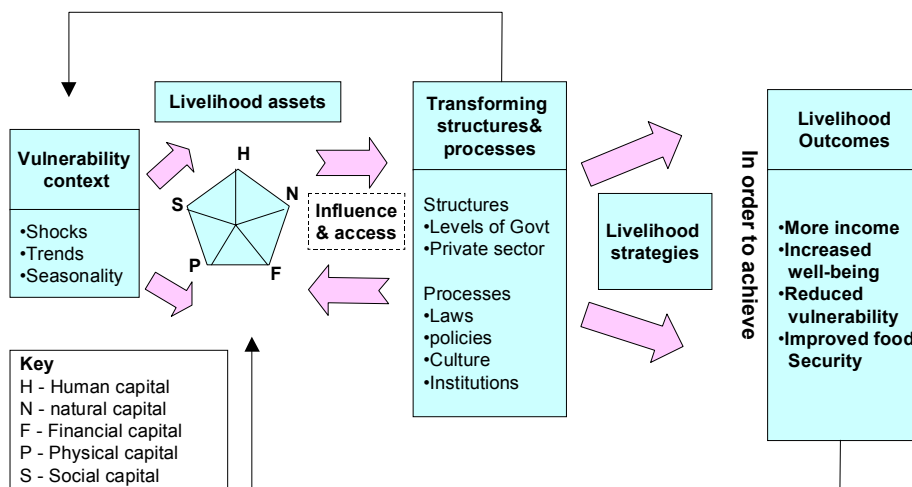 Vulnerability
context
•Shocks
•Trends
•Seasonality
Livelihood assets
H
N
S
P
F
Influence
& access
Transforming
structures&
processes
Structures
•Levels of Govt
•Private sector
Processes
•Laws
•policies
•Culture
•Institutions
Livelihood
strategies
In order to achieve
Livelihood
Outcomes
•More income
•Increased
well-being
•Reduced
vulnerability
•Improved food
Security
Key
H - Human capital
N - natural capital
F - Financial capital
P - Physical capital
S - Social capital